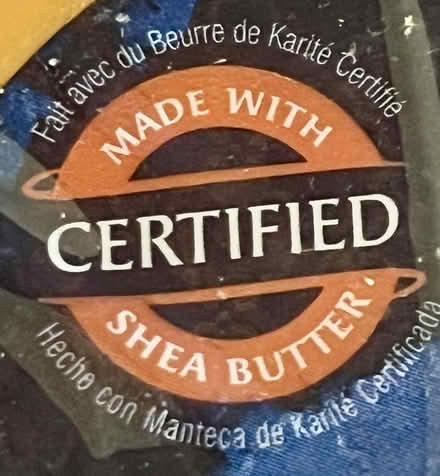 Fait avec du Beurre de Karité Certifié
MADE WITH
CERTIFIED
SHEA BUTTER
Hecho con Manteca de Karité Certificada